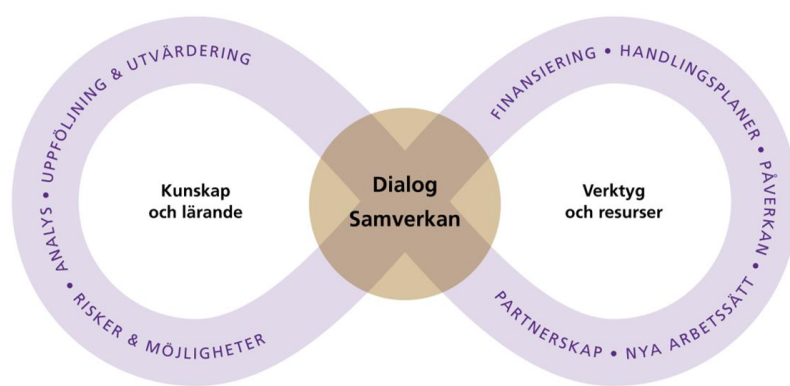 RISKER & MÖJLIGHETER • ANALYS • UPPFÖLJNING & UTVÄRDERING
Kunskap
och lärande
Dialog
Samverkan
FINANSIERING • HANDLINGSPLANER • PÅVERKAN • NYA ARBETSSÄTT • PARTNERSKAP
Verktyg
och resurser